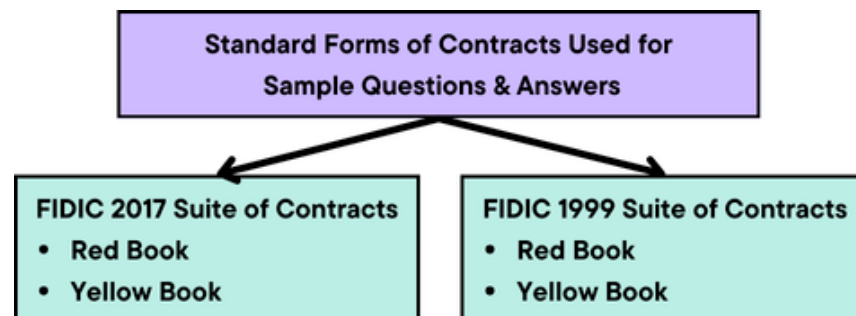 Standard Forms of Contracts Used for
Sample Questions & Answers
FIDIC 2017 Suite of Contracts
• Red Book
• Yellow Book
FIDIC 1999 Suite of Contracts
• Red Book
• Yellow Book